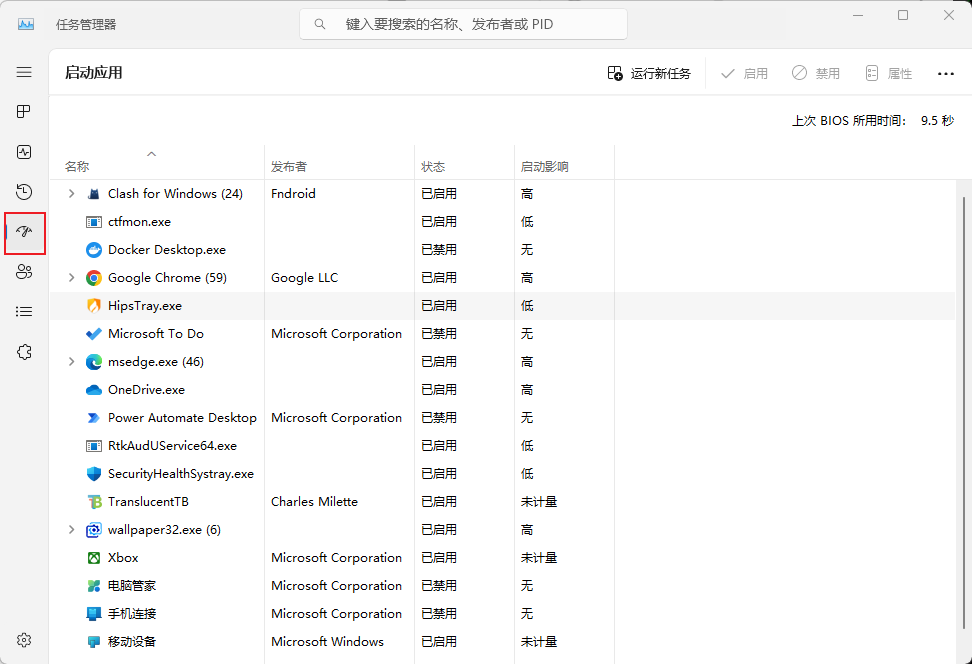 任务管理器
键入要搜索的名称、发布者或 PID
启动应用
运行新任务 启用 禁用 属性
上次 BIOS 所用时间: 9.5 秒
名称 发布者 状态 启动影响
Clash for Windows (24) Fndroid 已启用 高
ctfmon.exe 已启用 低
Docker Desktop.exe 已禁用 无
Google Chrome (59) Google LLC 已启用 高
HipsTray.exe 已启用 低
Microsoft To Do Microsoft Corporation 已禁用 无
msedge.exe (46) 已启用 高
OneDrive.exe 已启用 高
Power Automate Desktop Microsoft Corporation 已禁用 无
RtkAudUService64.exe 已启用 低
SecurityHealthSystray.exe 已启用 低
TranslucentTB Charles Milette 已启用 未计量
wallpaper32.exe (6) 已启用 高
Xbox Microsoft Corporation 已启用 未计量
电脑管家 Microsoft Corporation 已禁用 无
手机连接 Microsoft Corporation 已禁用 无
移动设备 Microsoft Windows 已启用 未计量